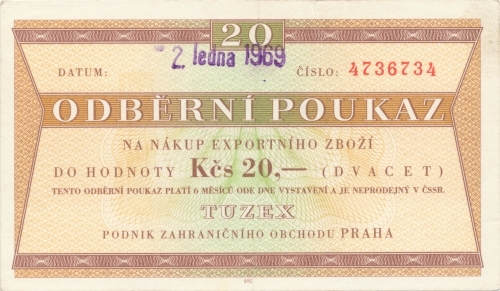 20
2. ledna 1969
DATUM:
ČÍSLO: 4736734
ODBĚRNÍ POUKAZ
NA NÁKUP EXPORTNÍHO ZBOŽÍ
DO HODNOTY Kčs 20,— (DVACET)
TENTO ODBĚRNÍ POUKAZ PLATÍ 6 MĚSÍCŮ ODE DNE VYSTAVENÍ A JE NEPRODEJNÝ V ČSSR.
TUZEX
PODNIK ZAHRANIČNÍHO OBCHODU PRAHA